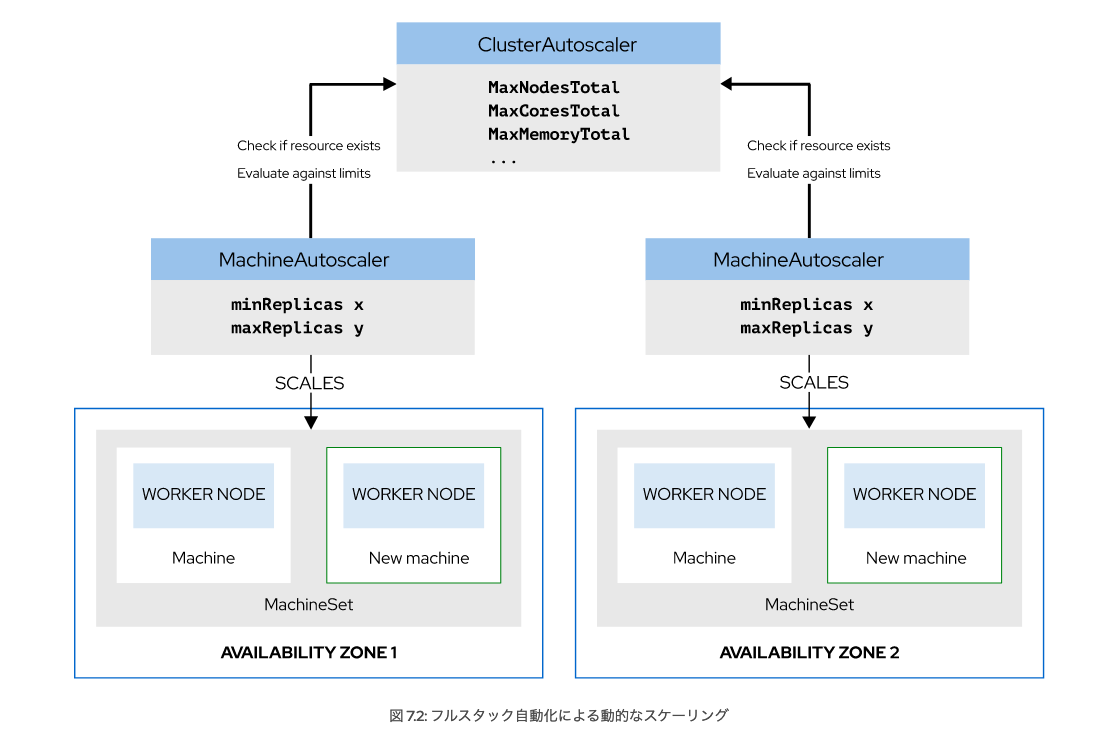 ClusterAutoscaler
MaxNodesTotal
MaxCoresTotal
MaxMemoryTotal
...
Check if resource exists
Evaluate against limits
Check if resource exists
Evaluate against limits
MachineAutoscaler
minReplicas x
maxReplicas y
SCALES
MachineAutoscaler
minReplicas x
maxReplicas y
SCALES
WORKER NODE
Machine
WORKER NODE
New machine
MachineSet
AVAILABILITY ZONE 1
WORKER NODE
Machine
WORKER NODE
New machine
MachineSet
AVAILABILITY ZONE 2
図 7.2: フルスタック自動化による動的なスケーリング